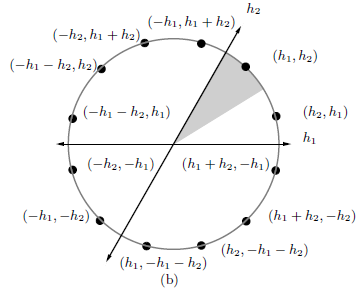 h₂
(−h₁, h₁ + h₂)
(−h₂, h₁ + h₂)
(h₁, h₂)
(−h₁ − h₂, h₂)
(−h₁ − h₂, h₁)
(h₂, h₁)
h₁
(−h₂, −h₁)
(h₁ + h₂, −h₁)
(−h₁, −h₂)
(h₁ + h₂, −h₂)
(h₂, −h₁ − h₂)
(h₁, −h₁ − h₂)
(b)